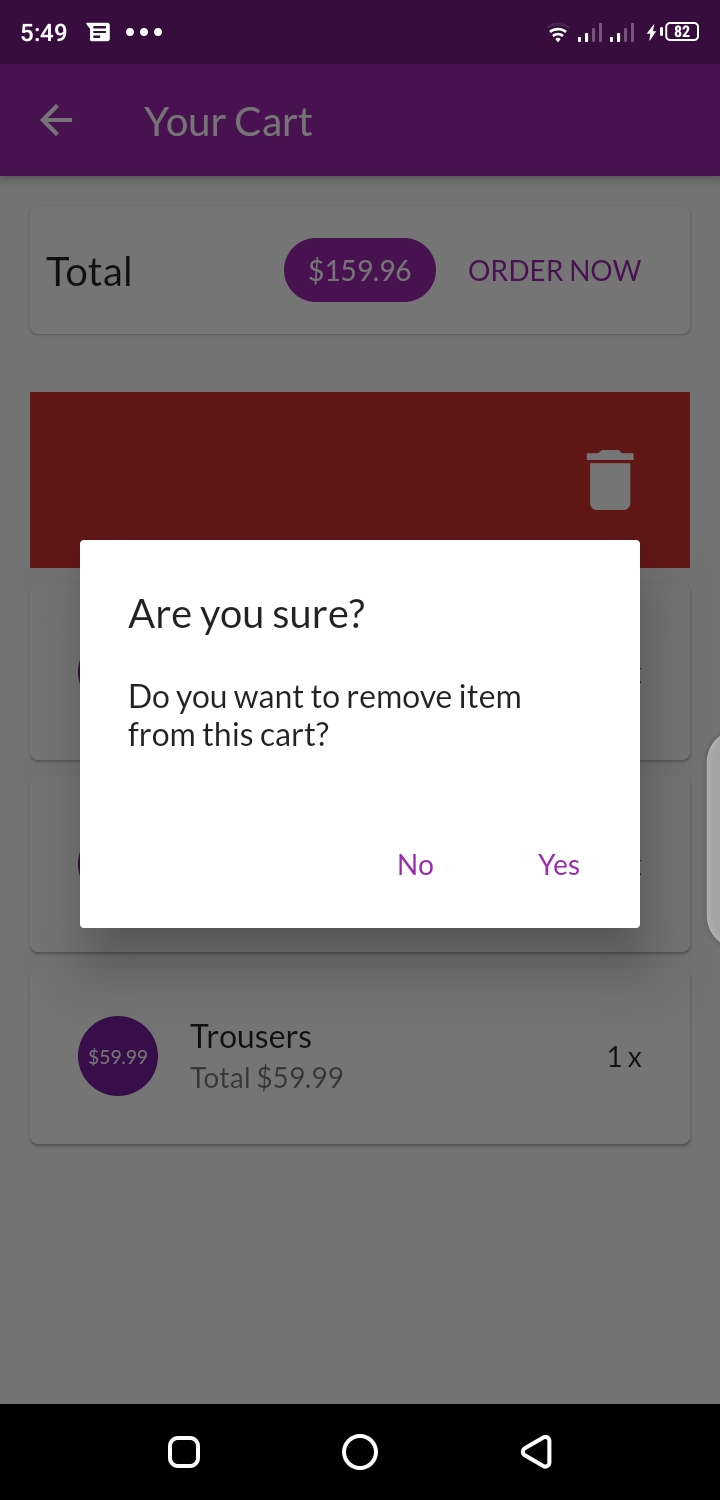 5:49
82
Your Cart
Total $159.96 ORDER NOW
Are you sure?
Do you want to remove item
from this cart?
No Yes
$59.99 Trousers 1 x
Total $59.99